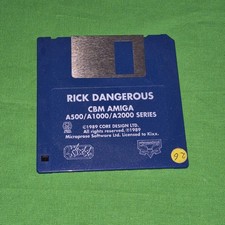 RICK DANGEROUS
CBM AMIGA
A500/A1000/A2000 SERIES
©1989 CORE DESIGN LTD.
All rights reserved, ©1989
Microprose Software Ltd. Licensed to Kixx.
26